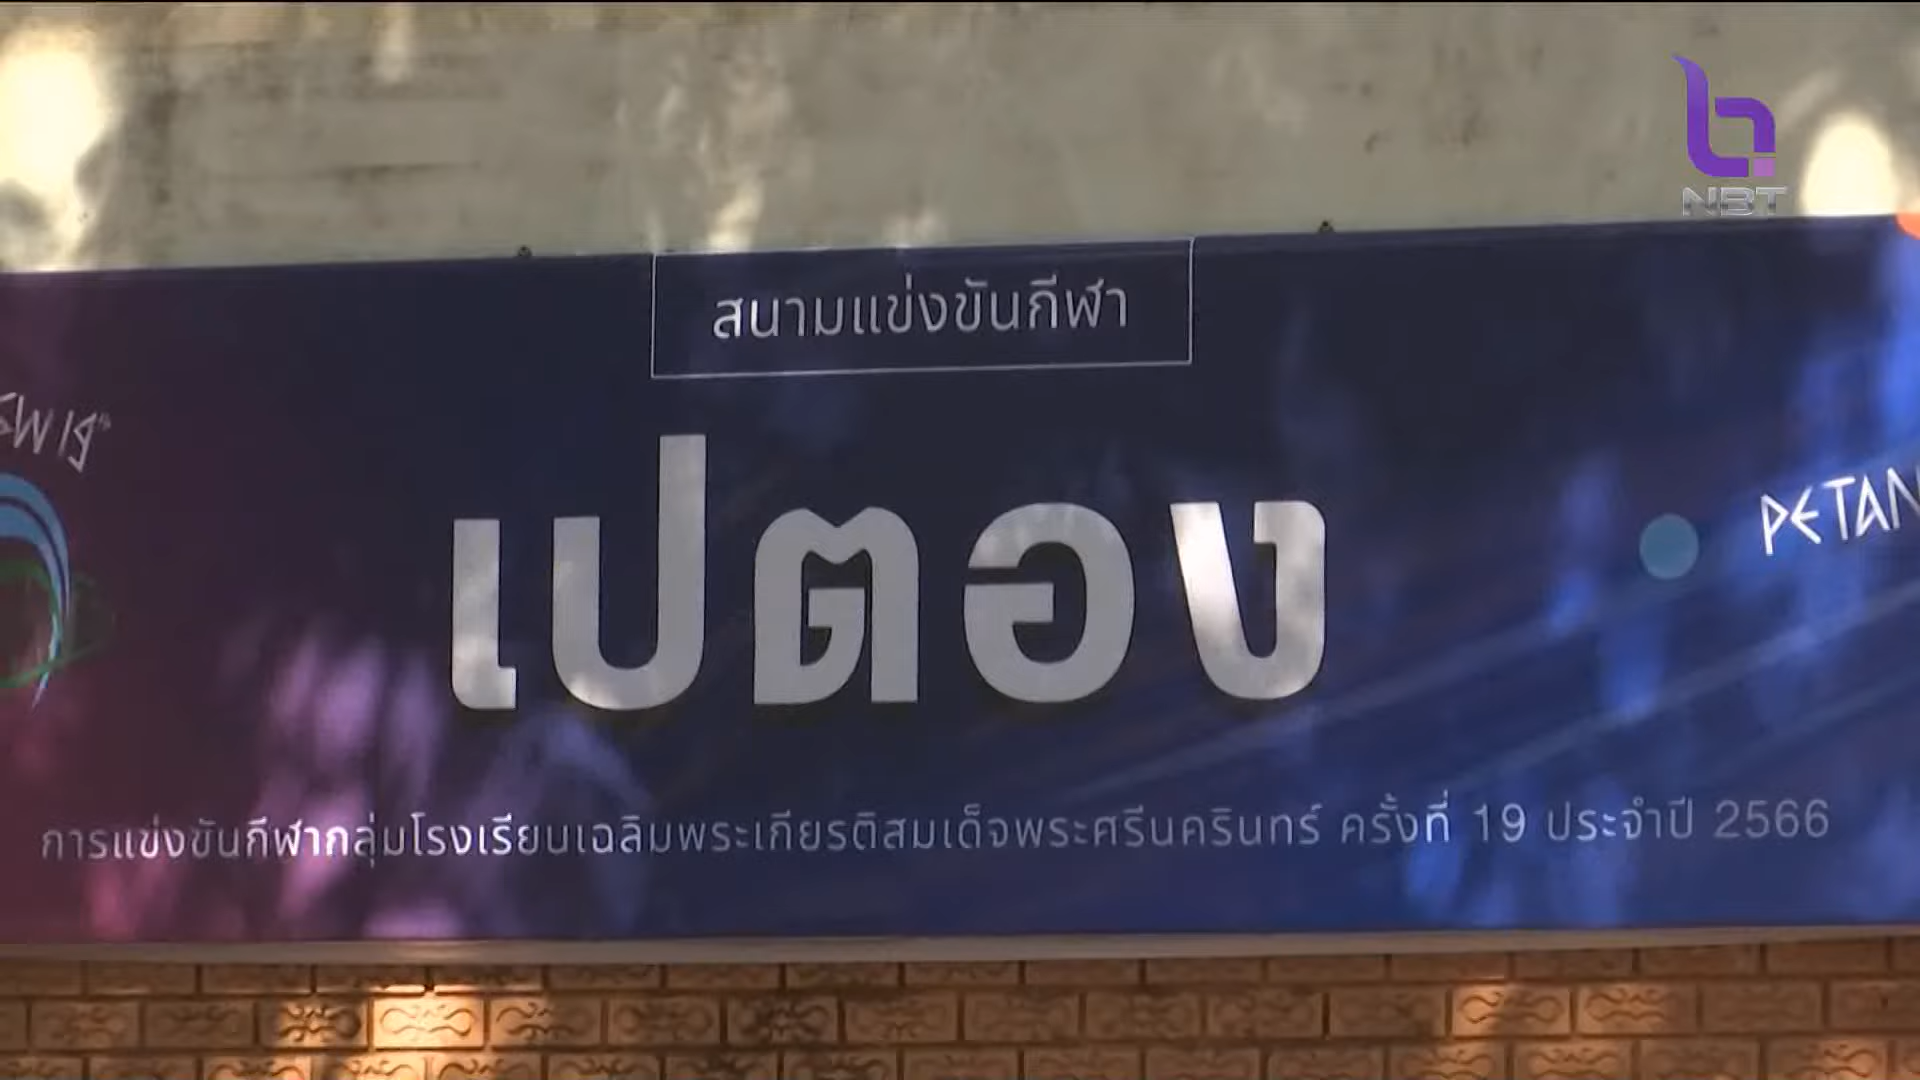 NBT
สนามแข่งขันกีฬา
เปตอง
PETAN
การแข่งขันกีฬากลุ่มโรงเรียนเฉลิมพระเกียรติสมเด็จพระศรีนครินทร์ ครั้งที่ 19 ประจำปี 2566